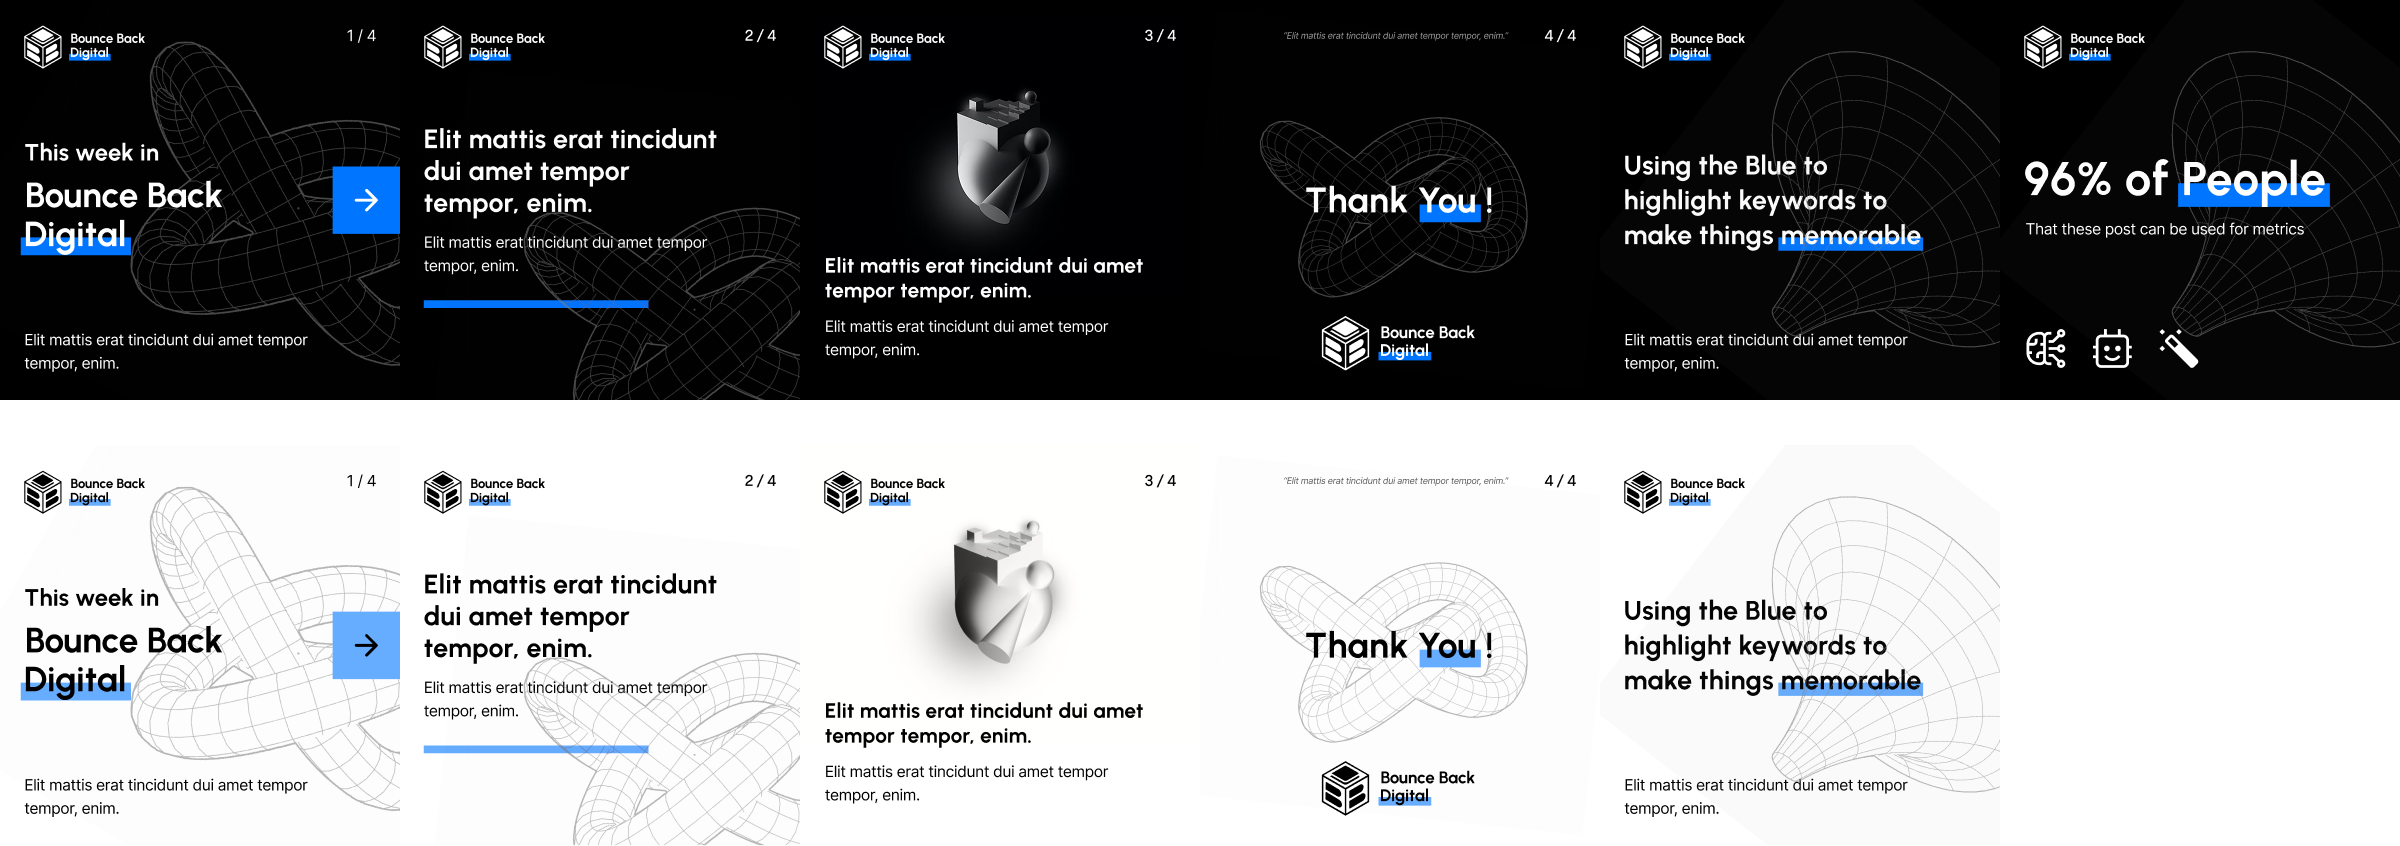 Bounce Back
Digital
1 / 4
This week in
Bounce Back
Digital
Elit mattis erat tincidunt dui amet tempor
tempor, enim.
Bounce Back
Digital
2 / 4
Elit mattis erat tincidunt
dui amet tempor
tempor, enim.
Elit mattis erat tincidunt dui amet tempor
tempor, enim.
Bounce Back
Digital
3 / 4
Elit mattis erat tincidunt dui amet
tempor tempor, enim.
Elit mattis erat tincidunt dui amet tempor
tempor, enim.
"Elit mattis erat tincidunt dui amet tempor tempor, enim."
4 / 4
Thank You !
Bounce Back
Digital
Bounce Back
Digital
Using the Blue to
highlight keywords to
make things memorable
Elit mattis erat tincidunt dui amet tempor
tempor, enim.
Bounce Back
Digital
96% of People
That these post can be used for metrics
Bounce Back
Digital
1 / 4
This week in
Bounce Back
Digital
Elit mattis erat tincidunt dui amet tempor
tempor, enim.
Bounce Back
Digital
2 / 4
Elit mattis erat tincidunt
dui amet tempor
tempor, enim.
Elit mattis erat tincidunt dui amet tempor
tempor, enim.
Bounce Back
Digital
3 / 4
Elit mattis erat tincidunt dui amet
tempor tempor, enim.
Elit mattis erat tincidunt dui amet tempor
tempor, enim.
"Elit mattis erat tincidunt dui amet tempor tempor, enim."
4 / 4
Thank You !
Bounce Back
Digital
Bounce Back
Digital
Using the Blue to
highlight keywords to
make things memorable
Elit mattis erat tincidunt dui amet tempor
tempor, enim.